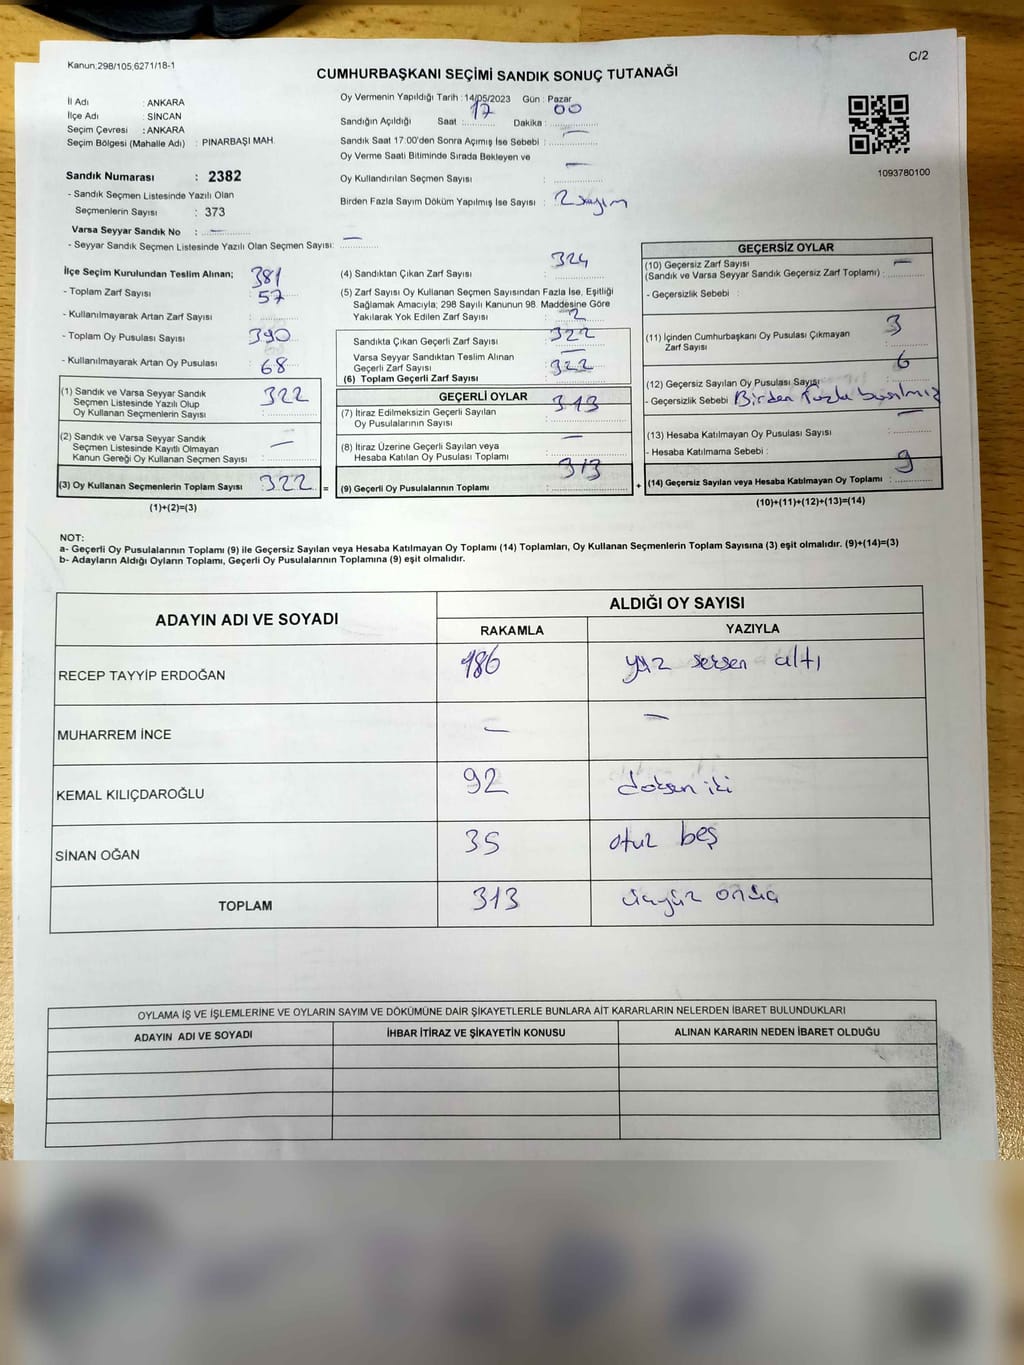 C/2
Kanun,298/105,6271/18-1
CUMHURBAŞKANI SEÇİMİ SANDIK SONUÇ TUTANAĞI
İl Adı : ANKARA
İlçe Adı : SİNCAN
Seçim Çevresi : ANKARA
Seçim Bölgesi (Mahalle Adı) : PINARBAŞI MAH.
Sandık Numarası : 2382
- Sandık Seçmen Listesinde Yazılı Olan
Seçmenlerin Sayısı : 373
Varsa Seyyar Sandık No : —
- Seyyar Sandık Seçmen Listesinde Yazılı Olan Seçmen Sayısı: —
Oy Vermenin Yapıldığı Tarih : 14/05/2023 Gün : Pazar
Sandığın Açıldığı Saat : 17 Dakika : 00
Sandık Saat 17.00'den Sonra Açımış İse Sebebi : —
Oy Verme Saati Bitiminde Sırada Bekleyen ve
Oy Kullandırılan Seçmen Sayısı : —
Birden Fazla Sayım Döküm Yapılmış İse Sayısı : 2 sayım
1093780100
İlçe Seçim Kurulundan Teslim Alınan; 381
- Toplam Zarf Sayısı 57
- Kullanılmayarak Artan Zarf Sayısı
- Toplam Oy Pusulası Sayısı 390
- Kullanılmayarak Artan Oy Pusulası 68
(1) Sandık ve Varsa Seyyar Sandık
Seçmen Listesinde Yazılı Olup
Oy Kullanan Seçmenlerin Sayısı 322
(2) Sandık ve Varsa Seyyar Sandık
Seçmen Listesinde Kayıtlı Olmayan
Kanun Gereği Oy Kullanan Seçmen Sayısı —
(3) Oy Kullanan Seçmenlerin Toplam Sayısı 322 =
(1)+(2)=(3)
(4) Sandıktan Çıkan Zarf Sayısı : 324
(5) Zarf Sayısı Oy Kullanan Seçmen Sayısından Fazla İse, Eşitliği
Sağlamak Amacıyla; 298 Sayılı Kanunun 98. Maddesine Göre
Yakılarak Yok Edilen Zarf Sayısı : 2
Sandıkta Çıkan Geçerli Zarf Sayısı : 322
Varsa Seyyar Sandıktan Teslim Alınan
Geçerli Zarf Sayısı : —
(6) Toplam Geçerli Zarf Sayısı : 322
GEÇERLİ OYLAR
(7) İtiraz Edilmeksizin Geçerli Sayılan
Oy Pusulalarının Sayısı : 313
(8) İtiraz Üzerine Geçerli Sayılan veya
Hesaba Katılan Oy Pusulası Toplamı : —
(9) Geçerli Oy Pusulalarının Toplamı : 313 +
GEÇERSİZ OYLAR
(10) Geçersiz Zarf Sayısı —
(Sandık ve Varsa Seyyar Sandık Geçersiz Zarf Toplamı) :
- Geçersizlik Sebebi :
(11) İçinden Cumhurbaşkanı Oy Pusulası Çıkmayan
Zarf Sayısı : 3
(12) Geçersiz Sayılan Oy Pusulası Sayısı : 6
- Geçersizlik Sebebi : Birden Fazla basılmış
(13) Hesaba Katılmayan Oy Pusulası Sayısı : —
- Hesaba Katılmama Sebebi :
(14) Geçersiz Sayılan veya Hesaba Katılmayan Oy Toplamı : 9
(10)+(11)+(12)+(13)=(14)
NOT:
a- Geçerli Oy Pusulalarının Toplamı (9) ile Geçersiz Sayılan veya Hesaba Katılmayan Oy Toplamı (14) Toplamları, Oy Kullanan Seçmenlerin Toplam Sayısına (3) eşit olmalıdır. (9)+(14)=(3)
b- Adayların Aldığı Oyların Toplamı, Geçerli Oy Pusulalarının Toplamına (9) eşit olmalıdır.
ADAYIN ADI VE SOYADI ALDIĞI OY SAYISI
RAKAMLA YAZIYLA
RECEP TAYYİP ERDOĞAN 186 yüz seksen altı
MUHARREM İNCE — —
KEMAL KILIÇDAROĞLU 92 doksan iki
SİNAN OĞAN 35 otuz beş
TOPLAM 313 üçyüz onüç
OYLAMA İŞ VE İŞLEMLERİNE VE OYLARIN SAYIM VE DÖKÜMÜNE DAİR ŞİKAYETLERLE BUNLARA AİT KARARLARIN NELERDEN İBARET BULUNDUKLARI
ADAYIN ADI VE SOYADI İHBAR İTİRAZ VE ŞİKAYETİN KONUSU ALINAN KARARIN NEDEN İBARET OLDUĞU